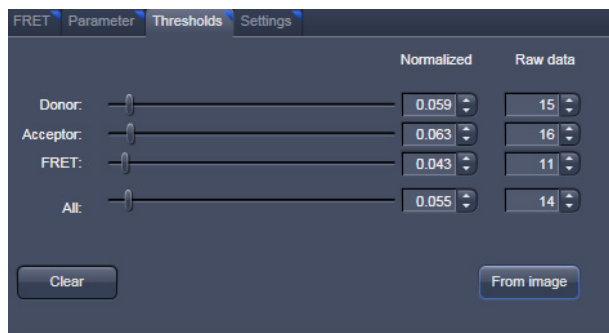 FRET Parameter Thresholds Settings
Normalized Raw data
Donor: 0.059 15
Acceptor: 0.063 16
FRET: 0.043 11
All: 0.055 14
Clear From image